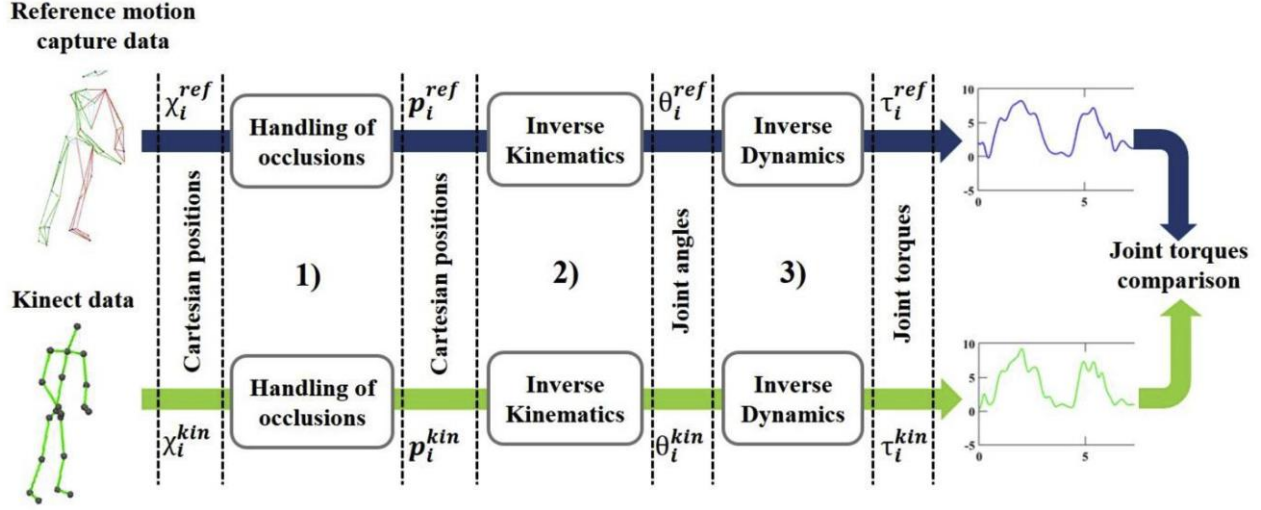 Reference motion
capture data
χ_i^{ref}
Handling of
occlusions
p_i^{ref}
Inverse
Kinematics
θ_i^{ref}
Inverse
Dynamics
τ_i^{ref}
10
5
0
-5
0
5
Cartesian positions
1)
Cartesian positions
2)
Joint angles
3)
Joint torques
Joint torques
comparison
Kinect data
χ_i^{kin}
Handling of
occlusions
p_i^{kin}
Inverse
Kinematics
θ_i^{kin}
Inverse
Dynamics
τ_i^{kin}
10
5
0
-5
0
5